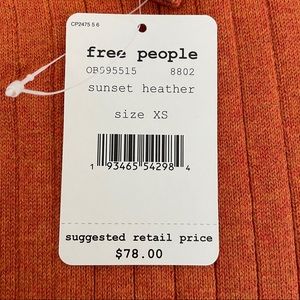 CP2475 5 6
free people
OB995515 8802
sunset heather
size XS
1 93465 54298 4
suggested retail price
$78.00